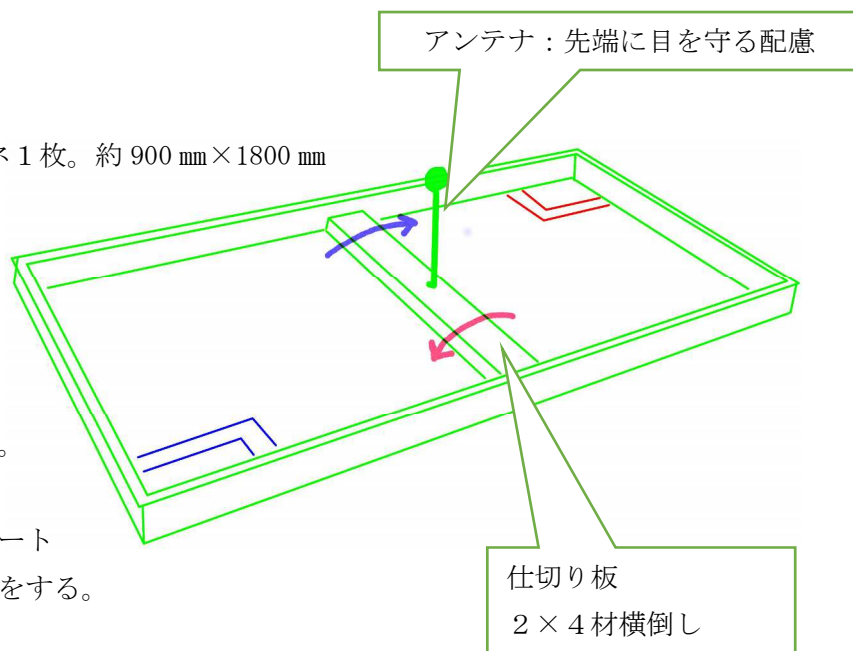 アンテナ：先端に目を守る配慮
１枚。約 900 ㎜×1800 ㎜
。
ート
をする。
仕切り板
２×４材横倒し